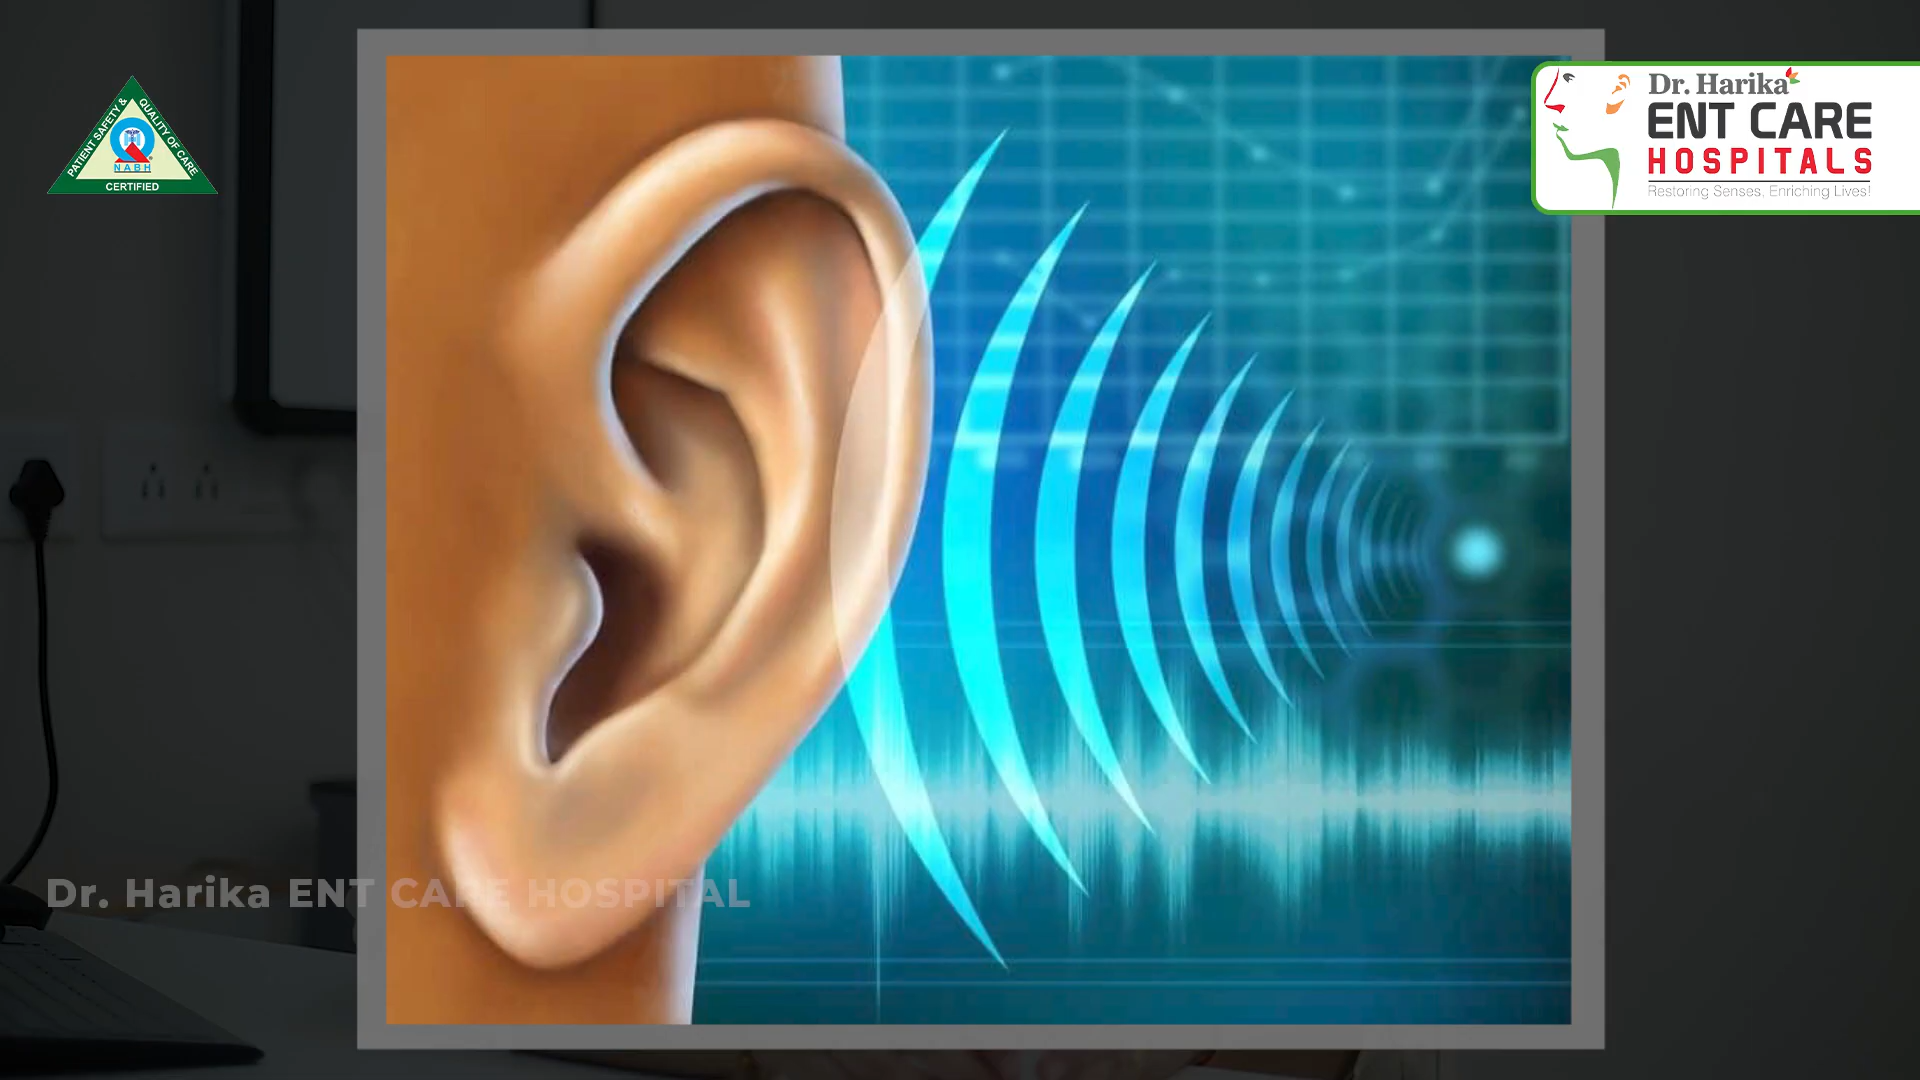 PATIENT SAFETY & QUALITY OF CARE
NABH
CERTIFIED
Dr. Harika
ENT CARE
HOSPITALS
Restoring Senses, Enriching Lives!
Dr. Harika ENT CARE HOSPITAL